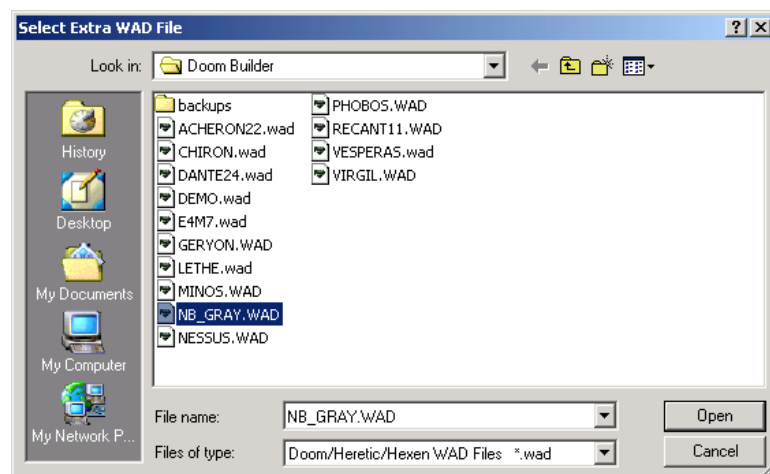 Select Extra WAD File
Look in: Doom Builder
History
Desktop
My Documents
My Computer
My Network P...
backups
ACHERON22.wad
CHIRON.wad
DANTE24.wad
DEMO.wad
E4M7.wad
GERYON.WAD
LETHE.wad
MINOS.WAD
NB_GRAY.WAD
NESSUS.WAD
PHOBOS.WAD
RECANT11.WAD
VESPERAS.wad
VIRGIL.WAD
File name: NB_GRAY.WAD Open
Files of type: Doom/Heretic/Hexen WAD Files *.wad Cancel